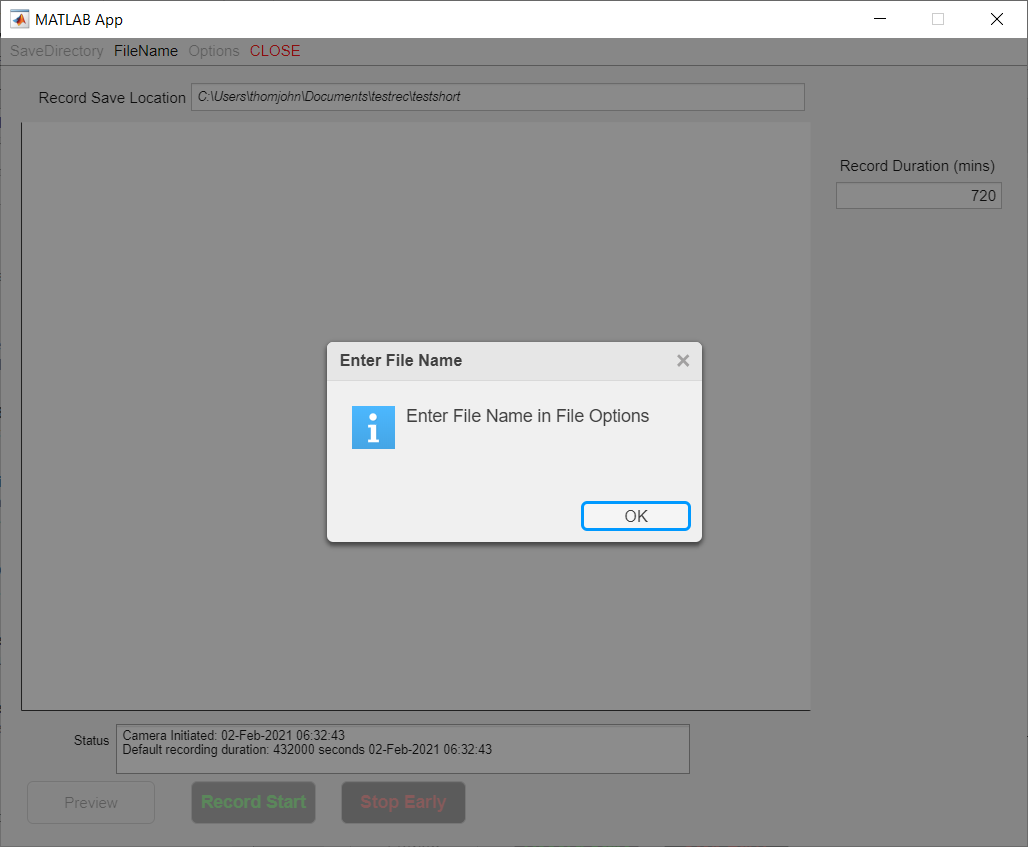 MATLAB App
SaveDirectory FileName Options CLOSE
Record Save Location C:\Users\thomjohn\Documents\testrec\testshort
Record Duration (mins)
720
Enter File Name
Enter File Name in File Options
OK
Status Camera Initiated: 02-Feb-2021 06:32:43
Default recording duration: 432000 seconds 02-Feb-2021 06:32:43
Preview Record Start Stop Early